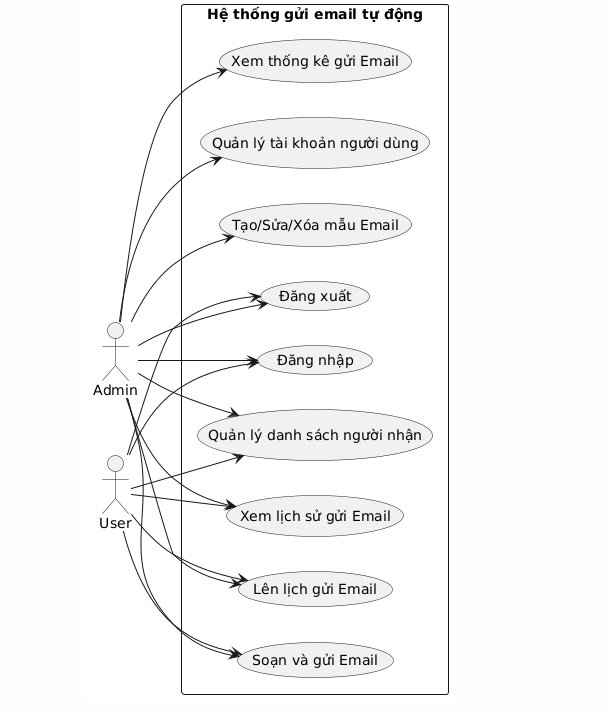 Hệ thống gửi email tự động
Xem thống kê gửi Email
Quản lý tài khoản người dùng
Tạo/Sửa/Xóa mẫu Email
Đăng xuất
Đăng nhập
Admin
Quản lý danh sách người nhận
Xem lịch sử gửi Email
User
Lên lịch gửi Email
Soạn và gửi Email